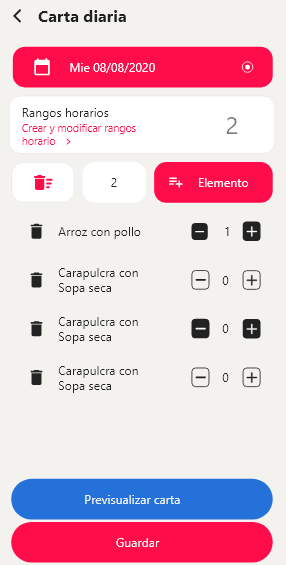 Carta diaria
Mie 08/08/2020
Rangos horarios
Crear y modificar rangos
horario >
2
2
Elemento
Arroz con pollo
1
Carapulcra con
Sopa seca
0
Carapulcra con
Sopa seca
0
Carapulcra con
Sopa seca
0
Previsualizar carta
Guardar